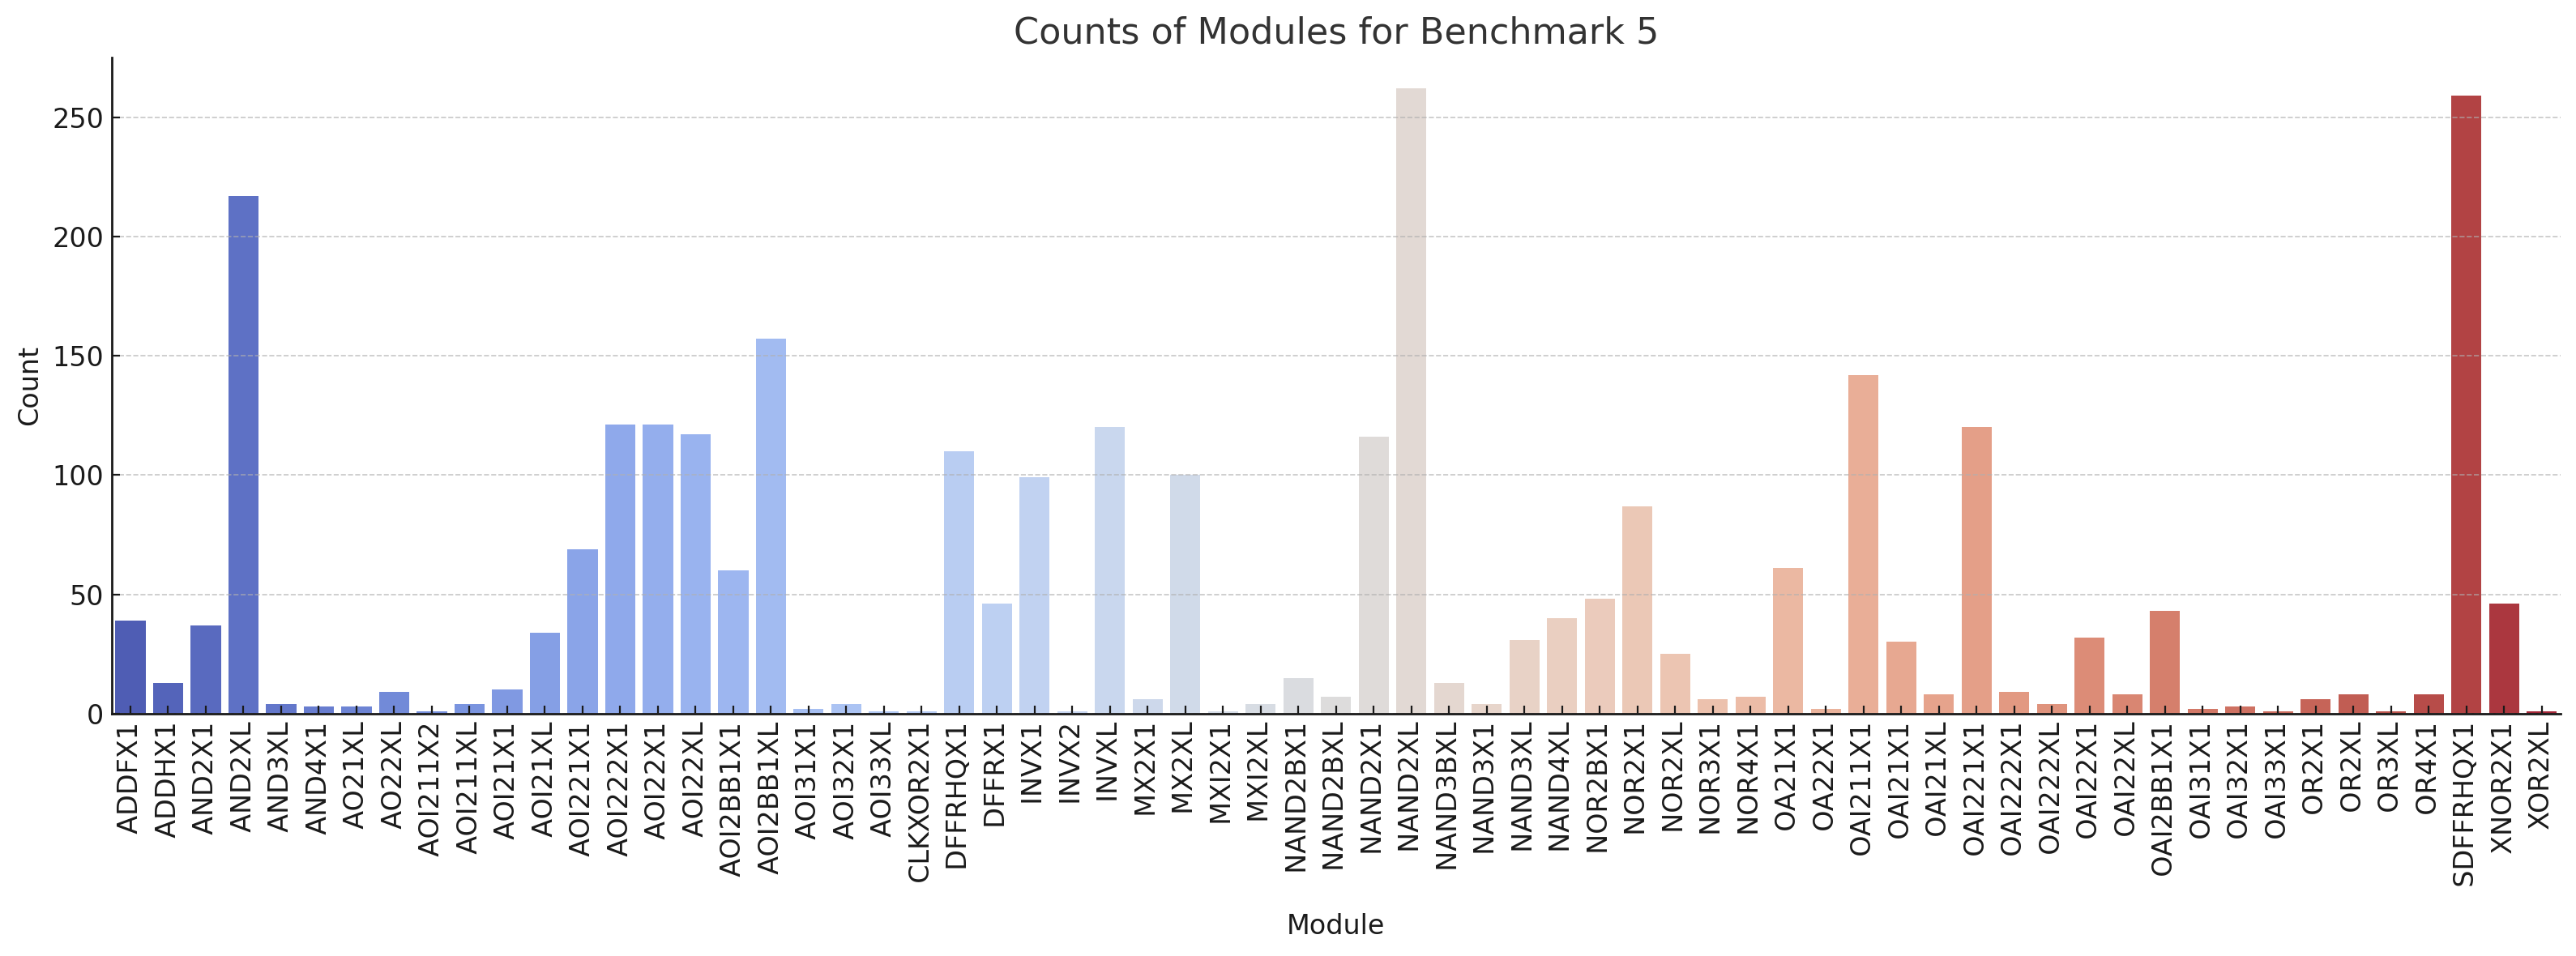 Counts of Modules for Benchmark 5
Count
250
200
150
100
50
0
ADDFX1
ADDHX1
AND2X1
AND2XL
AND3XL
AND4X1
AO21XL
AO22XL
AOI211X2
AOI211XL
AOI21X1
AOI21XL
AOI221X1
AOI222X1
AOI22X1
AOI22XL
AOI2BB1X1
AOI2BB1XL
AOI31X1
AOI32X1
AOI33XL
CLKXOR2X1
DFFRHQX1
DFFRX1
INVX1
INVX2
INVXL
MX2X1
MX2XL
MXI2X1
MXI2XL
NAND2BX1
NAND2BXL
NAND2X1
NAND2XL
NAND3BXL
NAND3X1
NAND3XL
NAND4XL
NOR2BX1
NOR2X1
NOR2XL
NOR3X1
NOR4X1
OA21X1
OA22X1
OAI211X1
OAI21X1
OAI21XL
OAI221X1
OAI222X1
OAI222XL
OAI22X1
OAI22XL
OAI2BB1X1
OAI31X1
OAI32X1
OAI33X1
OR2X1
OR2XL
OR3XL
OR4X1
SDFFRHQX1
XNOR2X1
XOR2XL
Module